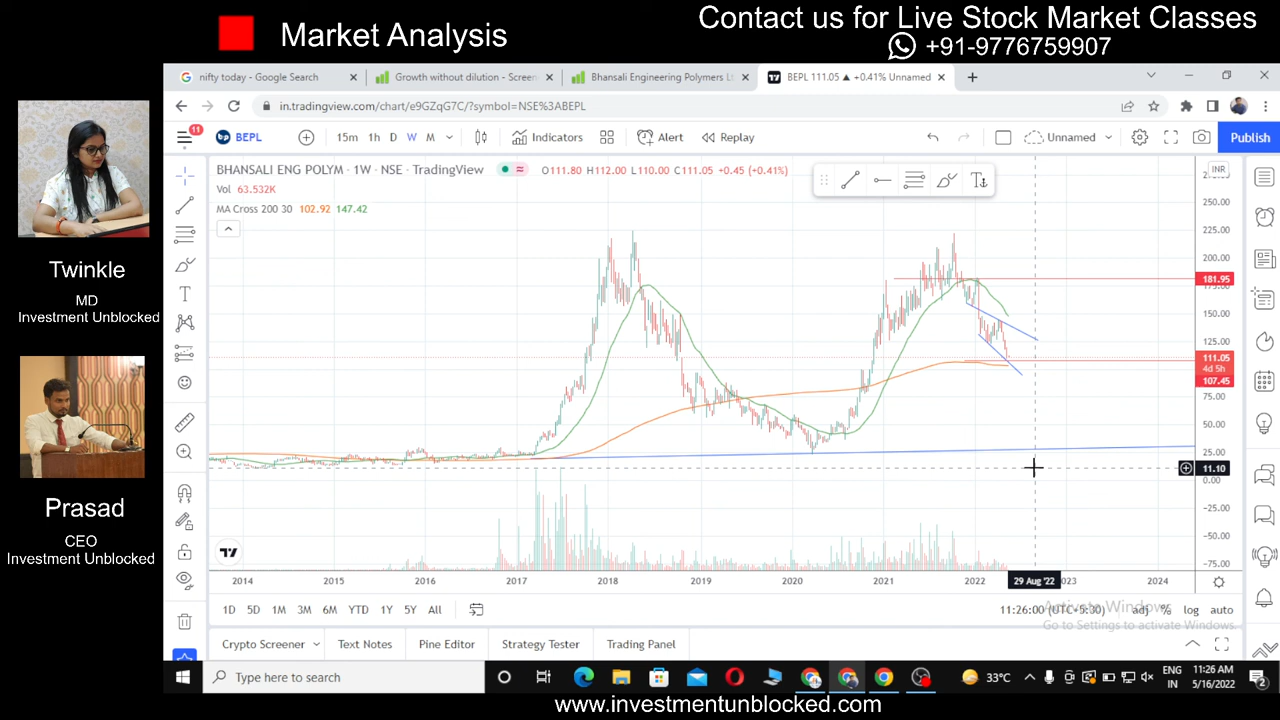 Market Analysis
Contact us for Live Stock Market Classes
+91-9776759907
Twinkle
MD
Investment Unblocked
Prasad
CEO
Investment Unblocked
nifty today - Google Search
Growth without dilution - Screen
Bhansali Engineering Polymers Lt
BEPL 111.05 ▲ +0.41% Unnamed
in.tradingview.com/chart/e9GZqG7C/?symbol=NSE%3ABEPL
11
BEPL
15m 1h D W M
Indicators
Alert
Replay
Unnamed
Publish
BHANSALI ENG POLYM · 1W · NSE · TradingView
O111.80 H112.00 L110.00 C111.05 +0.45 (+0.41%)
INR
Vol 63.532K
MA Cross 200 30 102.92 147.42
250.00
225.00
200.00
181.95
175.00
150.00
125.00
111.05
4d 5h
107.45
75.00
50.00
25.00
11.10
0.00
−25.00
−50.00
−75.00
2014 2015 2016 2017 2018 2019 2020 2021 2022 29 Aug '22 2023 2024
1D 5D 1M 3M 6M YTD 1Y 5Y All
11:26:00 (UTC+5:30) adj % log auto
Activate Windows
Go to Settings to activate Windows.
Crypto Screener Text Notes Pine Editor Strategy Tester Trading Panel
Type here to search
33°C
ENG
IN
11:26 AM
5/16/2022
2
www.investmentunblocked.com